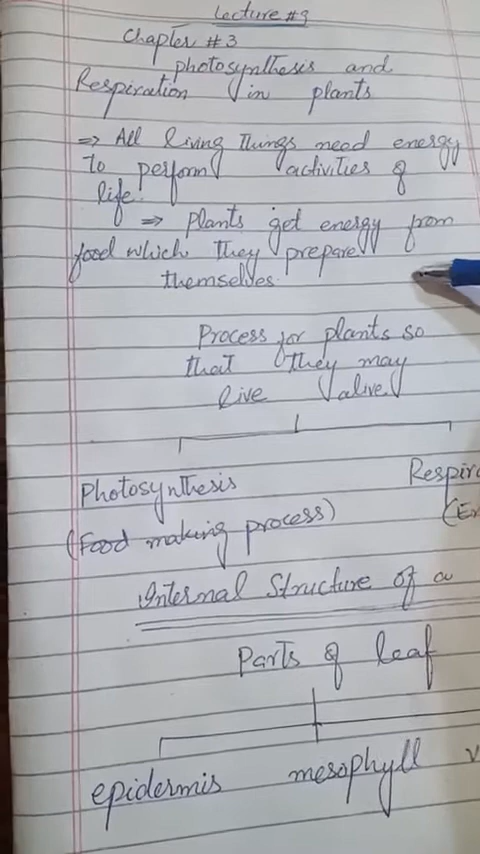 Lecture #9
Chapter #3
photosynthesis and
Respiration in plants
⇒ All living things need energy
to perform activities of
life.
⇒ plants get energy from
food which they prepare
themselves.
Process for plants so
that they may
live alive
Photosynthesis Respir
(Food making process) (E
Internal Structure of a
Parts of leaf
epidermis mesophyll v